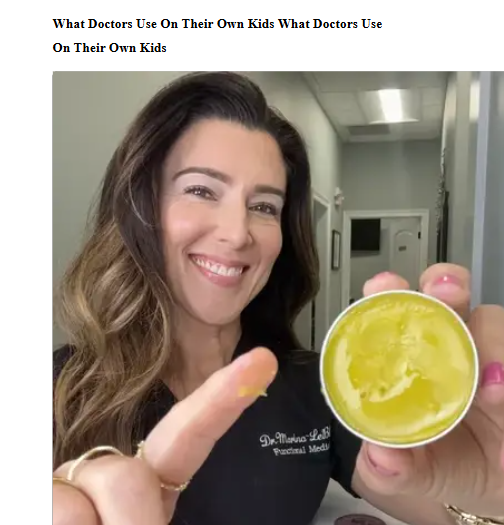 What Doctors Use On Their Own Kids What Doctors Use
On Their Own Kids
Dr. Marina
Functional